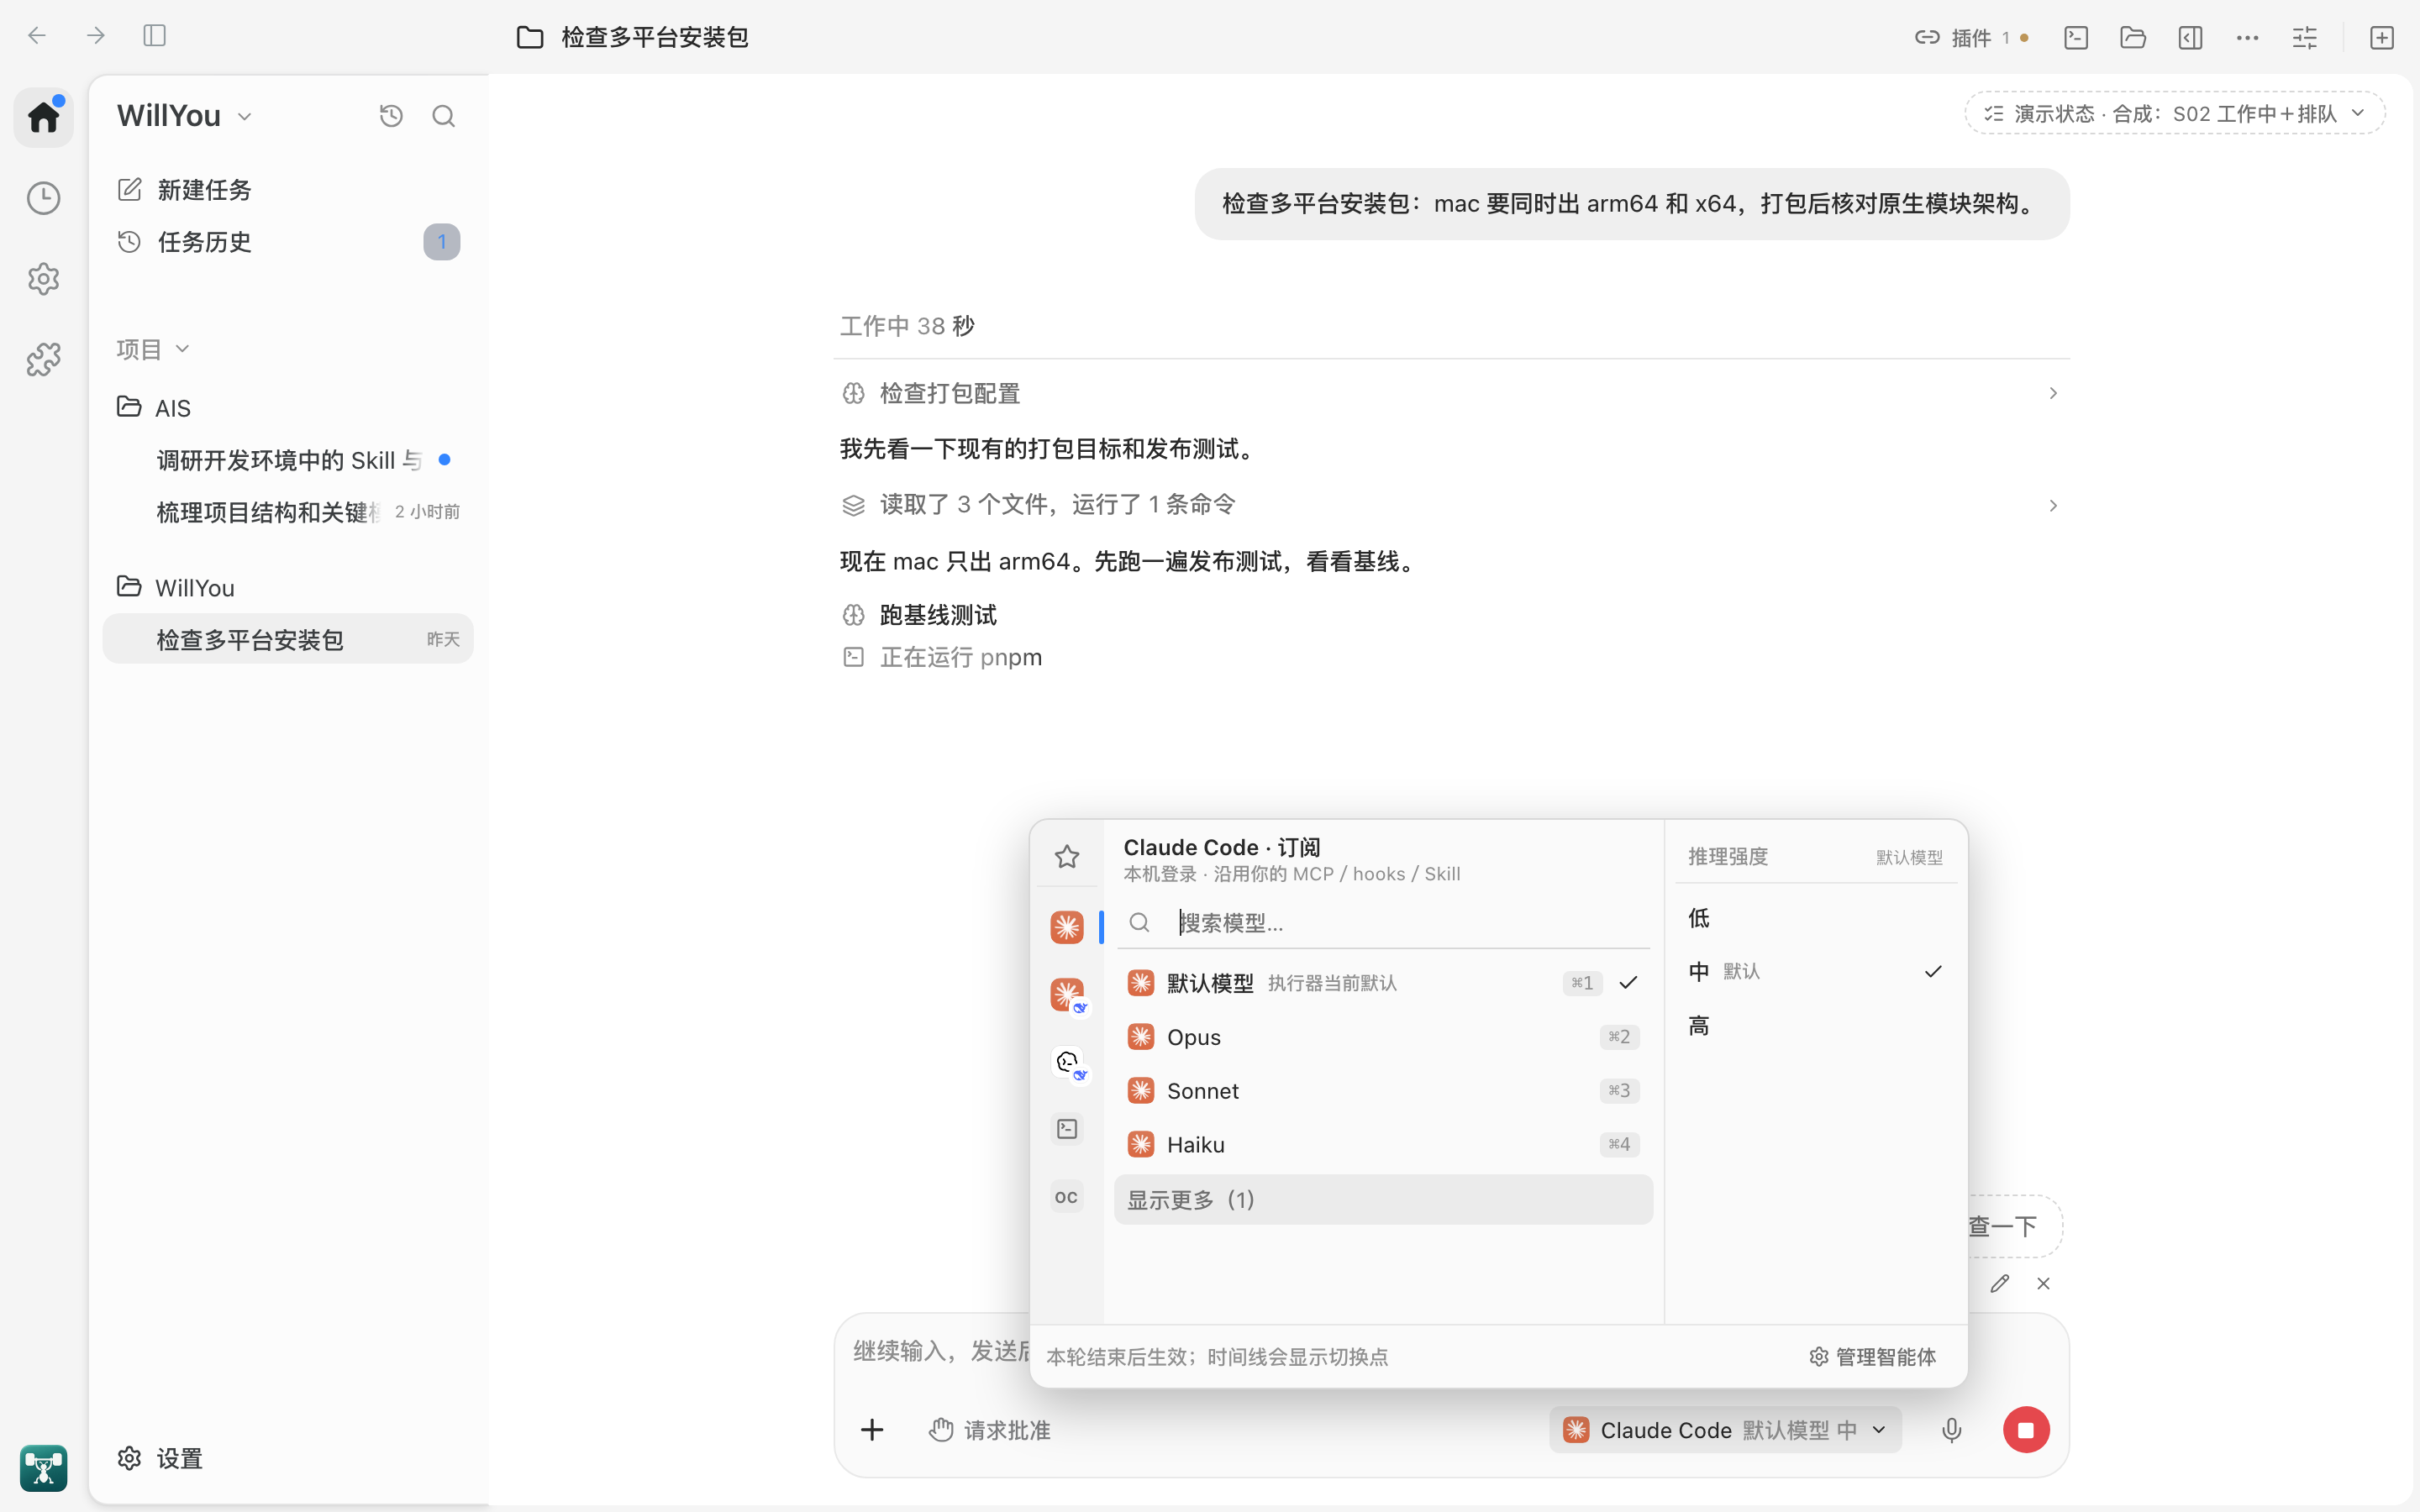 检查多平台安装包
插件 1
WillYou
新建任务
任务历史 1
项目
AIS
调研开发环境中的 Skill 与
梳理项目结构和关键 2 小时前
WillYou
检查多平台安装包 昨天
设置
演示状态 · 合成：S02 工作中＋排队
检查多平台安装包：mac 要同时出 arm64 和 x64，打包后核对原生模块架构。
工作中 38 秒
检查打包配置
我先看一下现有的打包目标和发布测试。
读取了 3 个文件，运行了 1 条命令
现在 mac 只出 arm64。先跑一遍发布测试，看看基线。
跑基线测试
正在运行 pnpm
Claude Code · 订阅
本机登录 · 沿用你的 MCP / hooks / Skill
搜索模型...
默认模型 执行器当前默认 ⌘1
Opus ⌘2
Sonnet ⌘3
Haiku ⌘4
显示更多（1）
OC
推理强度 默认模型
低
中 默认
高
本轮结束后生效；时间线会显示切换点
管理智能体
查一下
继续输入，发送后
请求批准
Claude Code 默认模型 中